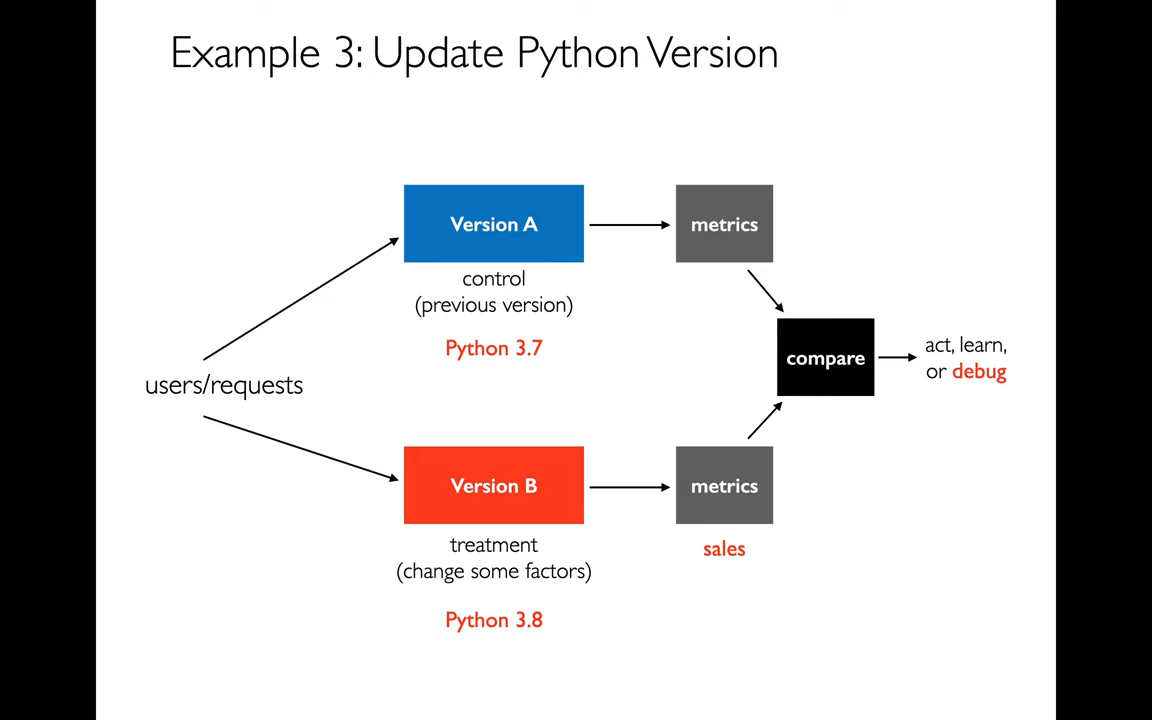 Example 3: Update Python Version
Version A
metrics
control
(previous version)
Python 3.7
users/requests
compare
act, learn,
or debug
Version B
metrics
treatment
(change some factors)
sales
Python 3.8